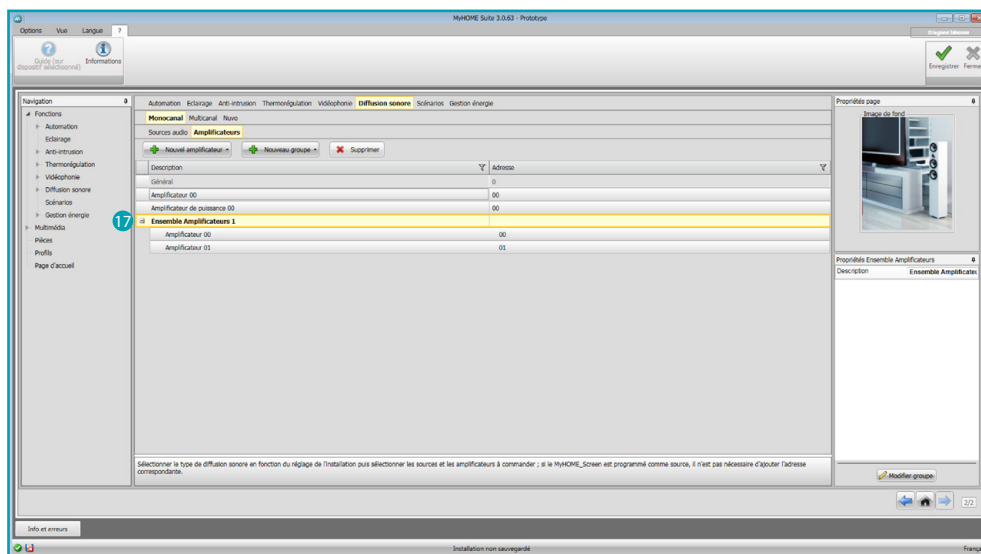 MyHOME Suite 3.0.63 - Prototype
Options Vue Langue ?
Guide (sur dispositif sélectionné)
Informations
Enregistrer
Ferme
Navigation
Fonctions
Automation
Eclairage
Anti-intrusion
Thermorégulation
Vidéophonie
Diffusion sonore
Scénarios
Gestion énergie
Multimédia
Pièces
Profils
Page d'accueil
Automation Eclairage Anti-intrusion Thermorégulation Vidéophonie Diffusion sonore Scénarios Gestion énergie
Monocanal Multicanal Nuvo
Sources audio Amplificateurs
Nouvel amplificateur Nouveau groupe Supprimer
Description Adresse
Général 0
Amplificateur 00 00
Amplificateur de puissance 00 00
17 Ensemble Amplificateurs 1
Amplificateur 00 00
Amplificateur 01 01
Sélectionner le type de diffusion sonore en fonction du réglage de l'installation puis sélectionner les sources et les amplificateurs à commander ; si le MyHOME_Screen est programmé comme source, il n'est pas nécessaire d'ajouter l'adresse
correspondante.
Propriétés page
Image de fond
Propriétés Ensemble Amplificateurs
Description Ensemble Amplificateu
Modifier groupe
2/2
Info et erreurs
Installation non sauvegardé
França